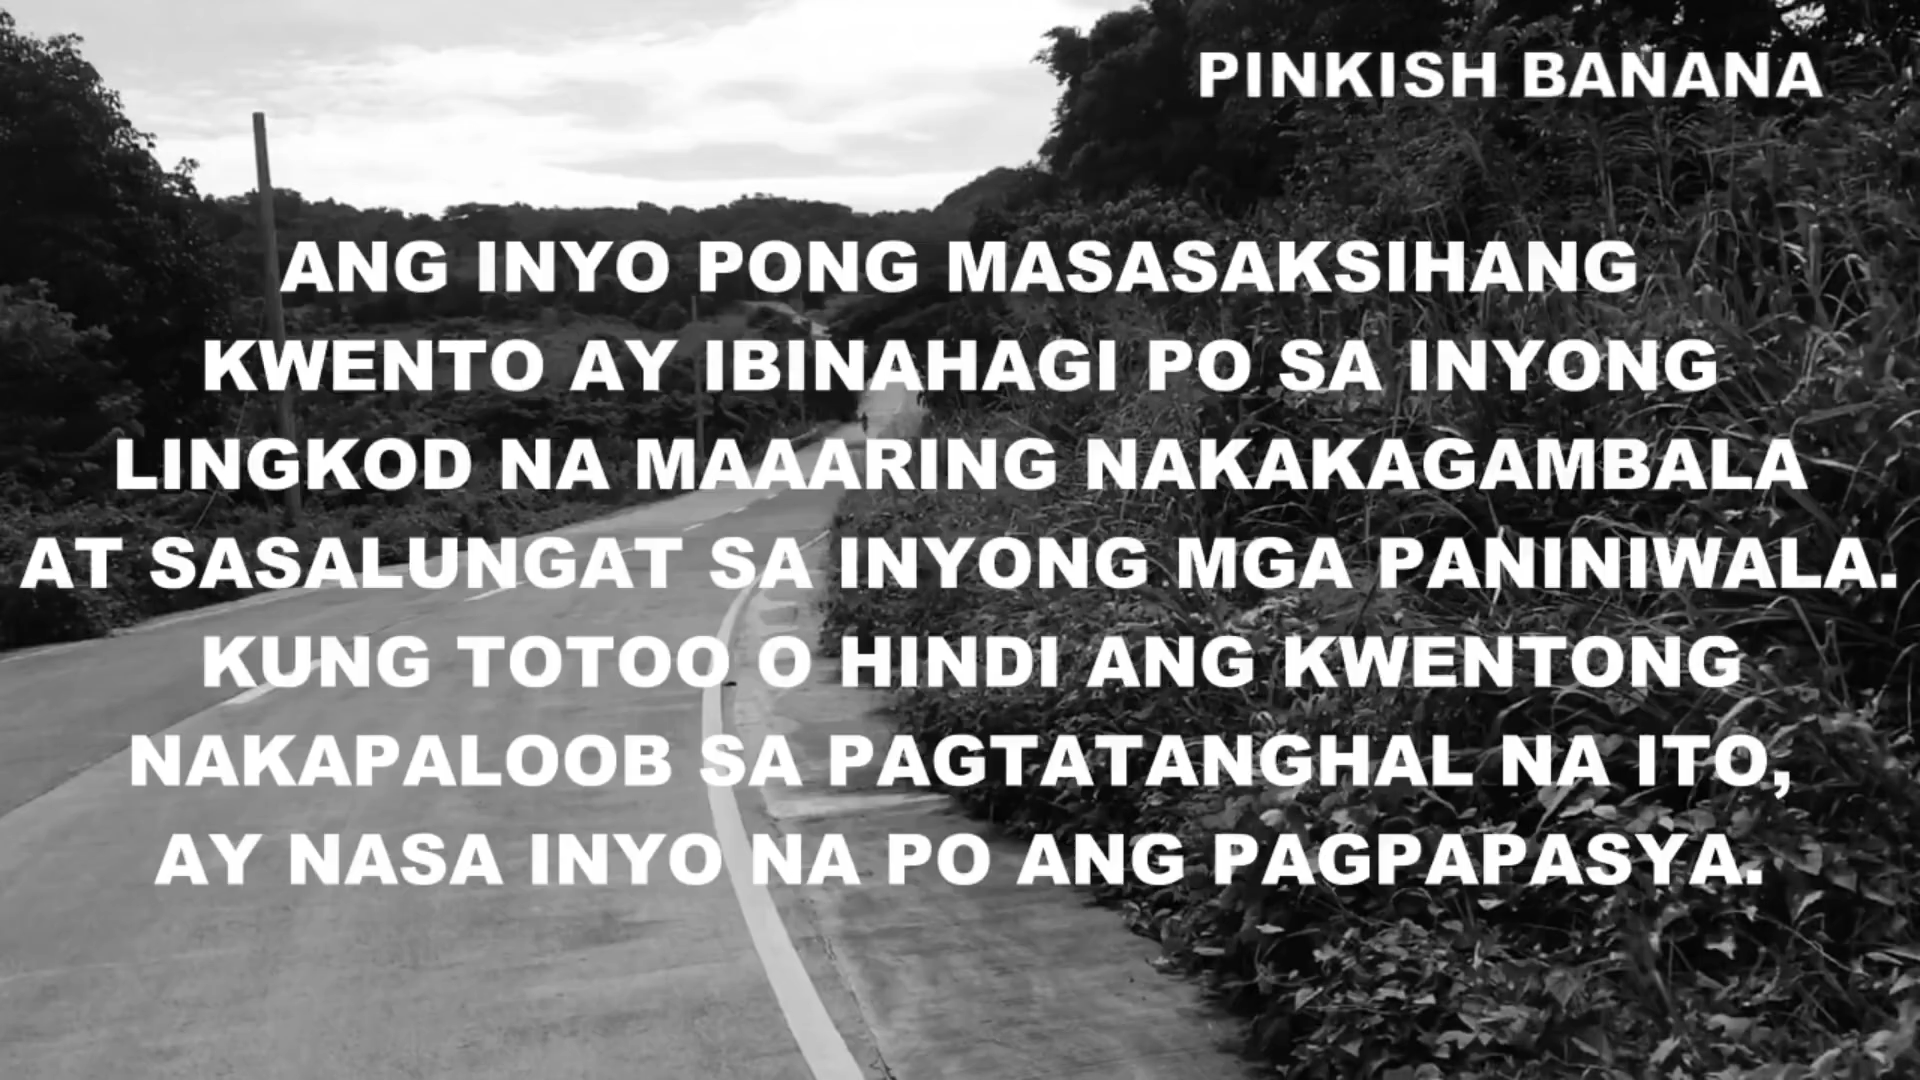 PINKISH BANANA
ANG INYO PONG MASASAKSIHANG
KWENTO AY IBINAHAGI PO SA INYONG
LINGKOD NA MAAARING NAKAKAGAMBALA
AT SASALUNGAT SA INYONG MGA PANINIWALA.
KUNG TOTOO O HINDI ANG KWENTONG
NAKAPALOOB SA PAGTATANGHAL NA ITO,
AY NASA INYO NA PO ANG PAGPAPASYA.